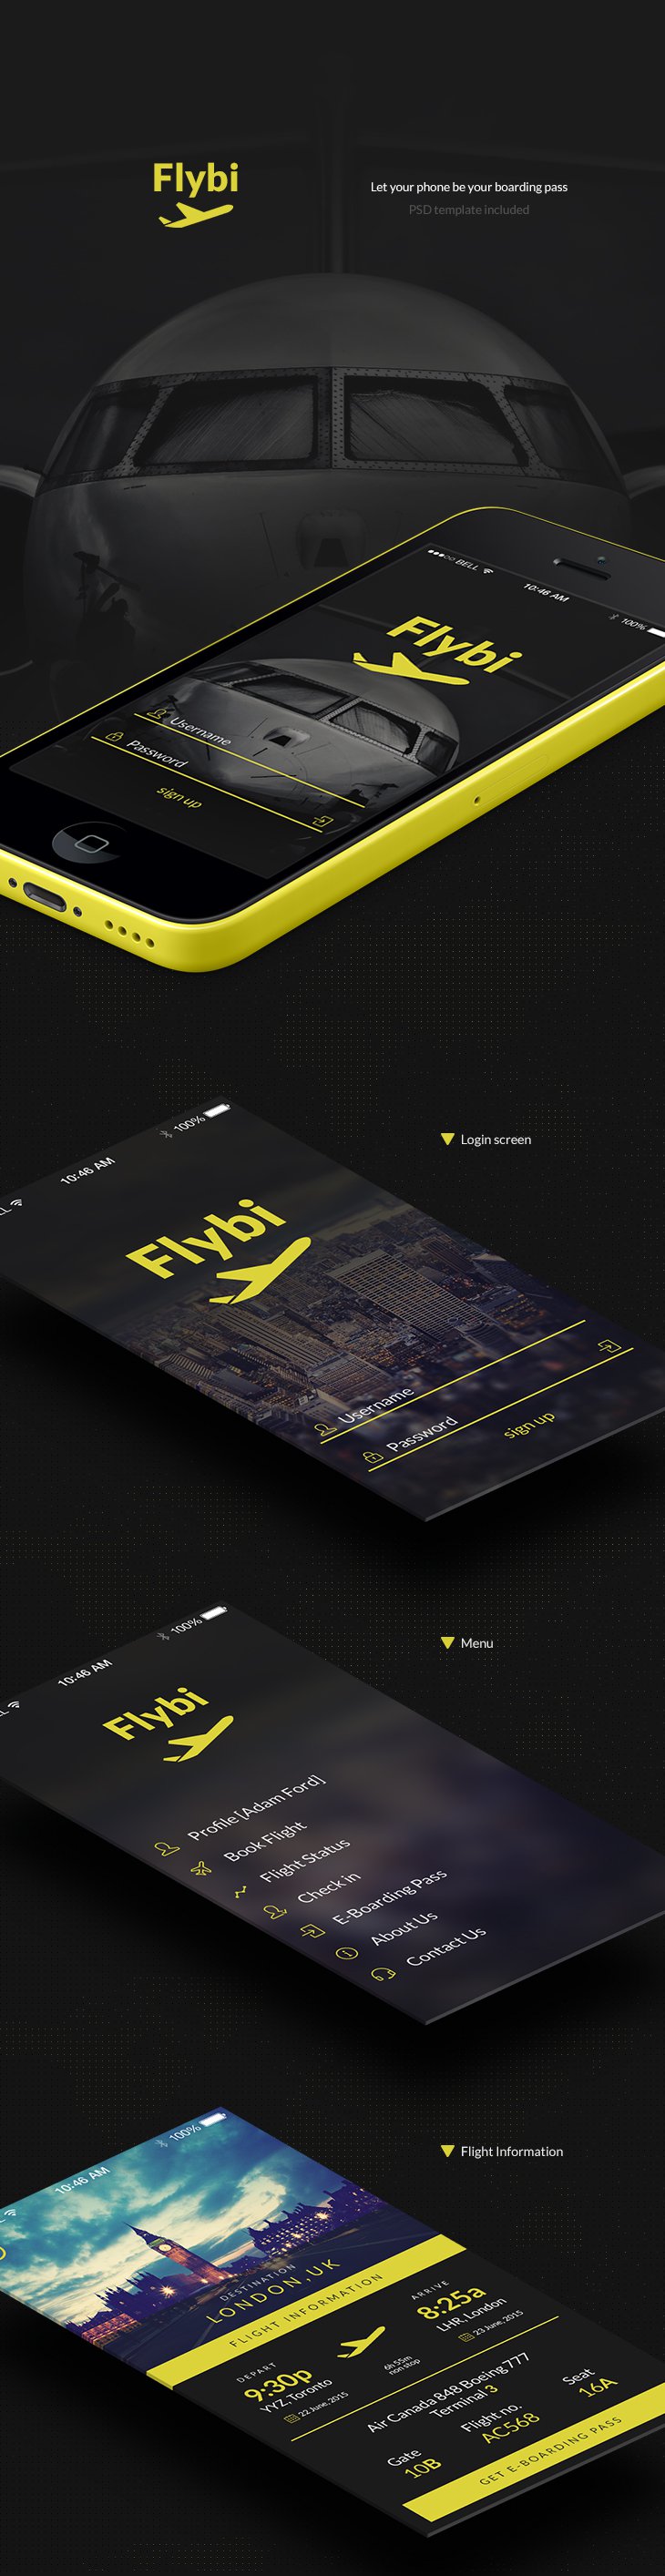 Flybi
Let your phone be your boarding pass
PSD template included
BELL
10:46 AM
100%
Flybi
Username
Password
sign up
Login screen
10:46 AM
100%
Flybi
Username
Password
sign up
Menu
10:46 AM
100%
Flybi
Profile [Adam Ford]
Book Flight
Flight Status
Check in
E-Boarding Pass
About Us
Contact Us
Flight Information
10:46 AM
100%
DESTINATION
LONDON, UK
FLIGHT INFORMATION
DEPART
9:30p
YYZ, Toronto
22 June, 2015
6h 55m
non stop
ARRIVE
8:25a
LHR, London
23 June, 2015
Air Canada 848 Boeing 777
Terminal 3
Gate
10B
Flight no.
AC568
Seat
16A
GET E-BOARDING PASS